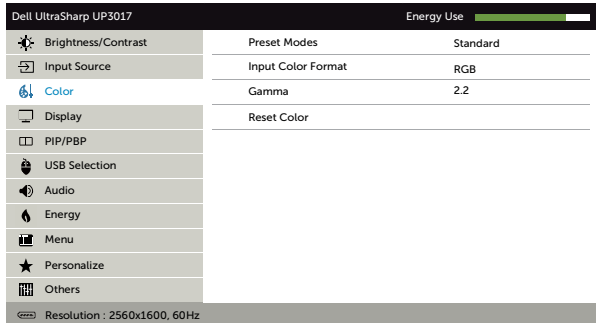 Dell UltraSharp UP3017 Energy Use
Brightness/Contrast Preset Modes Standard
Input Source Input Color Format RGB
Color Gamma 2.2
Display Reset Color
PIP/PBP
USB Selection
Audio
Energy
Menu
Personalize
Others
Resolution : 2560x1600, 60Hz